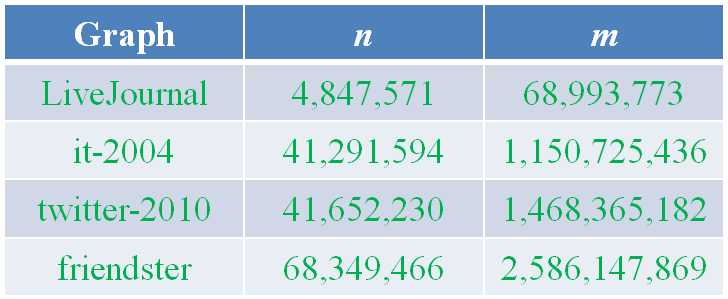 Graph n m
LiveJournal 4,847,571 68,993,773
it-2004 41,291,594 1,150,725,436
twitter-2010 41,652,230 1,468,365,182
friendster 68,349,466 2,586,147,869